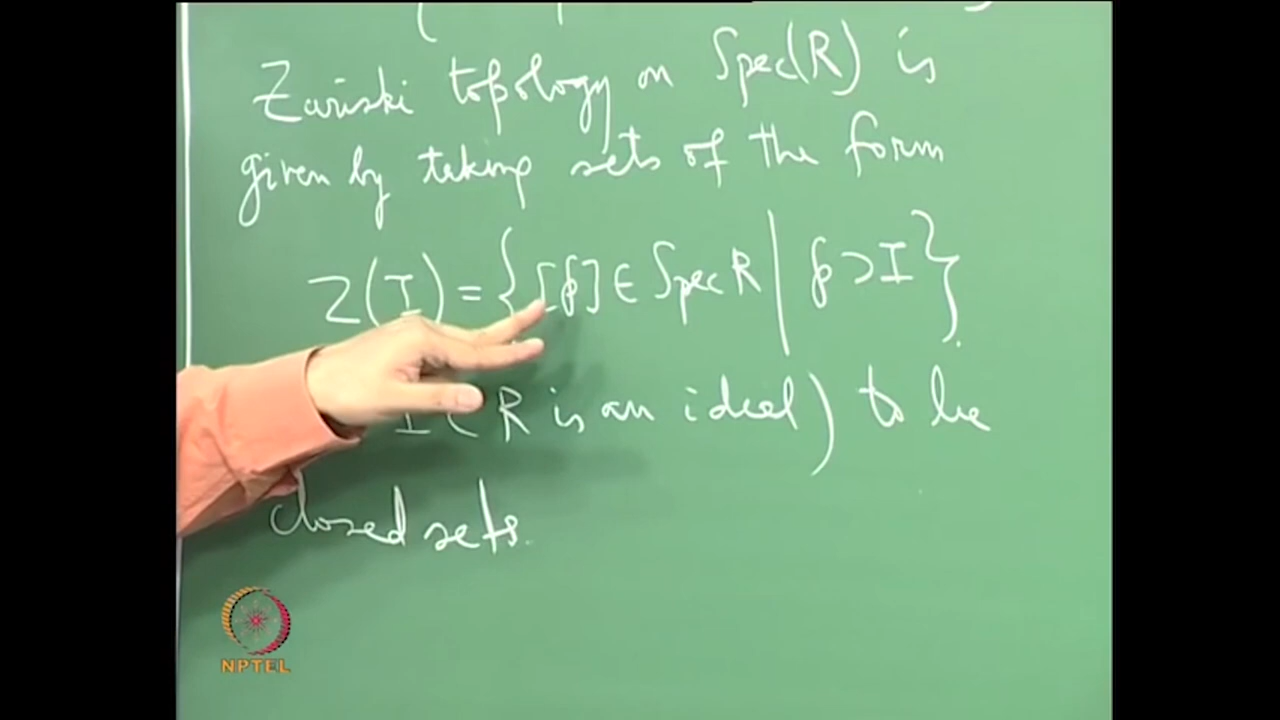 Zariski topology on Spec(R) is
given by taking sets of the form
Z(I) = {[℘] ∈ Spec R | ℘ ⊃ I}.
I ⊂ R is an ideal) to be
closed sets.
NPTEL